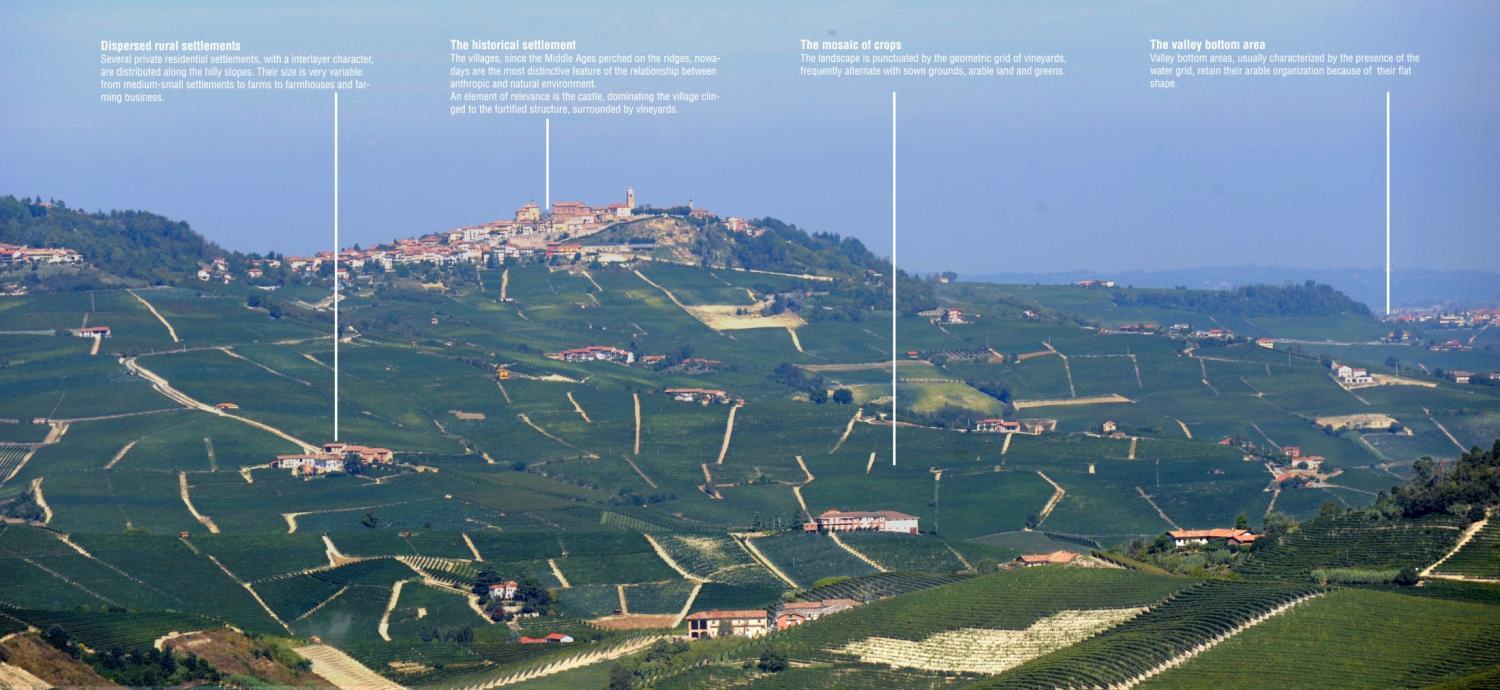 Dispersed rural settlements
Several private residential settlements, with a interlayer character,
are distributed along the hilly slopes. Their size is very variable:
from medium-small settlements to farms to farmhouses and far-
ming business.
The historical settlement
The villages, since the Middle Ages perched on the ridges, nowa-
days are the most distinctive feature of the relationship between
anthropic and natural environment.
An element of relevance is the castle, dominating the village clin-
ged to the fortified structure, surrounded by vineyards.
The mosaic of crops
The landscape is punctuated by the geometric grid of vineyards,
frequently alternate with sown grounds, arable land and greens.
The valley bottom area
Valley bottom areas, usually characterized by the presence of the
water grid, retain their arable organization because of their flat
shape.